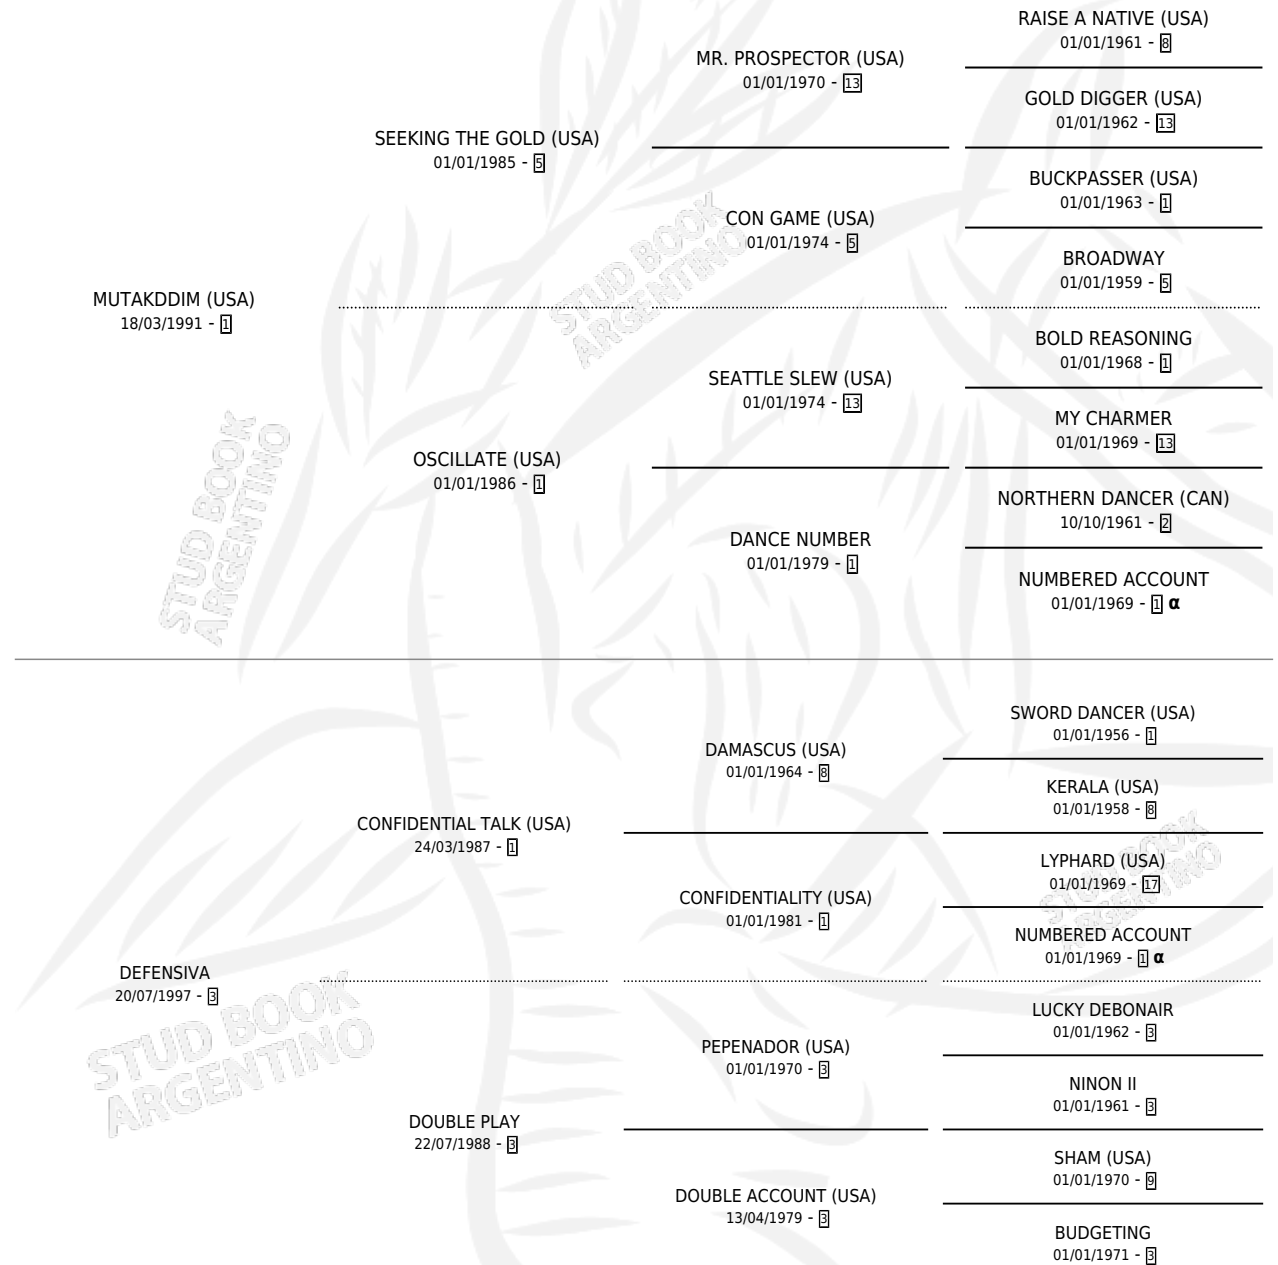 RAISE A NATIVE (USA)
01/01/1961 - 8
MR. PROSPECTOR (USA)
01/01/1970 - 13
GOLD DIGGER (USA)
01/01/1962 - 13
SEEKING THE GOLD (USA)
01/01/1985 - 5
BUCKPASSER (USA)
01/01/1963 - 1
CON GAME (USA)
01/01/1974 - 5
BROADWAY
01/01/1959 - 5
MUTAKDDIM (USA)
18/03/1991 - 1
BOLD REASONING
01/01/1968 - 1
SEATTLE SLEW (USA)
01/01/1974 - 13
MY CHARMER
01/01/1969 - 13
OSCILLATE (USA)
01/01/1986 - 1
NORTHERN DANCER (CAN)
10/10/1961 - 2
DANCE NUMBER
01/01/1979 - 1
NUMBERED ACCOUNT
01/01/1969 - 1 α
STUD BOOK
ARGENTINO
STUD BOOK
ARGENTINO
SWORD DANCER (USA)
01/01/1956 - 1
DAMASCUS (USA)
01/01/1964 - 8
KERALA (USA)
01/01/1958 - 8
CONFIDENTIAL TALK (USA)
24/03/1987 - 1
LYPHARD (USA)
01/01/1969 - 17
CONFIDENTIALITY (USA)
01/01/1981 - 1
NUMBERED ACCOUNT
01/01/1969 - 1 α
DEFENSIVA
20/07/1997 - 3
LUCKY DEBONAIR
01/01/1962 - 3
PEPENADOR (USA)
01/01/1970 - 3
NINON II
01/01/1961 - 3
DOUBLE PLAY
22/07/1988 - 3
SHAM (USA)
01/01/1970 - 9
DOUBLE ACCOUNT (USA)
13/04/1979 - 3
BUDGETING
01/01/1971 - 3
STUD BOOK
ARGENTINO
STUD BOOK
ARGENTINO